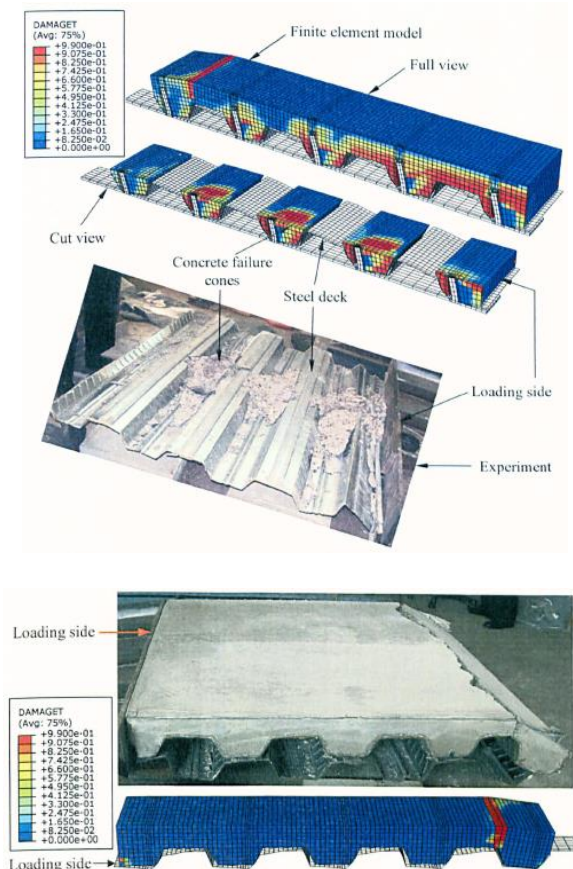 DAMAGET
(Avg: 75%)
+9.900e-01
+9.075e-01
+8.250e-01
+7.425e-01
+6.600e-01
+5.775e-01
+4.950e-01
+4.125e-01
+3.300e-01
+2.475e-01
+1.650e-01
+8.250e-02
+0.000e+00
Finite element model
Full view
Cut view
Concrete failure
cones
Steel deck
Loading side
Experiment
Loading side
DAMAGET
(Avg: 75%)
+9.900e-01
+9.075e-01
+8.250e-01
+7.425e-01
+6.600e-01
+5.775e-01
+4.950e-01
+4.125e-01
+3.300e-01
+2.475e-01
+1.650e-01
+8.250e-02
+0.000e+00
Loading side